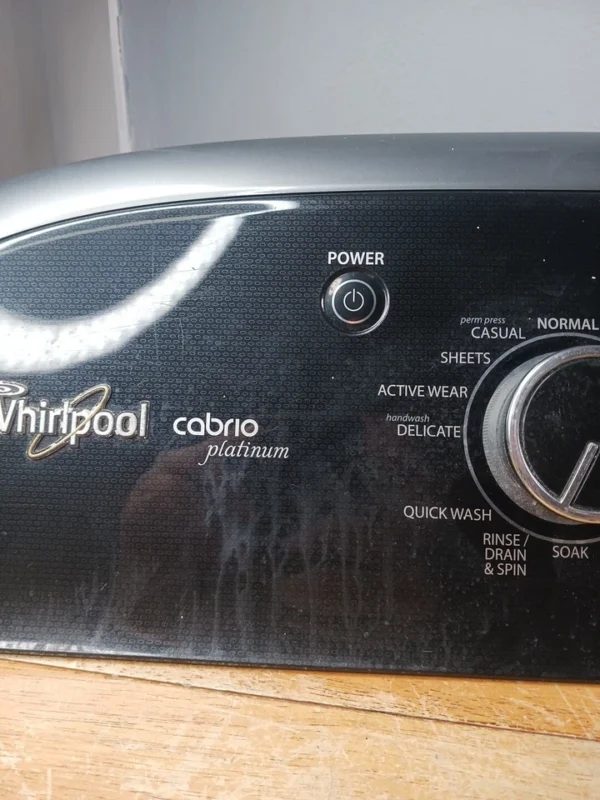 POWER
perm press
CASUAL
NORMAL
SHEETS
ACTIVE WEAR
handwash
DELICATE
Whirlpool
cabrio
platinum
QUICK WASH
RINSE /
DRAIN
& SPIN
SOAK